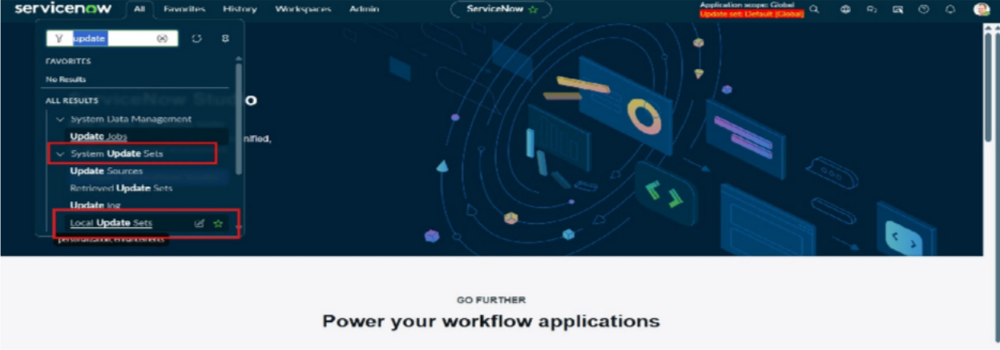 servicenow All Favorites History Workspaces Admin ServiceNow Application scope: Global
Update set: Default [Global]
update
FAVORITES
No Results
ALL RESULTS
System Data Management
Update Jobs
nified,
System Update Sets
Update Sources
Retrieved Update Sets
Update log
Local Update Sets
personalization, enhancements
GO FURTHER
Power your workflow applications